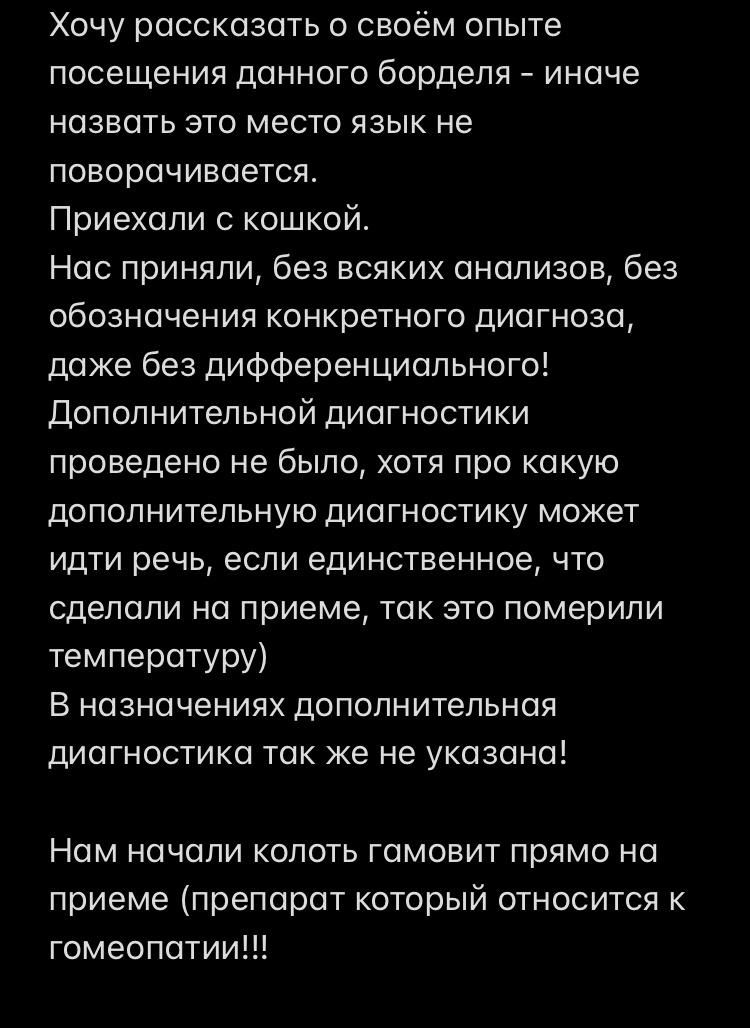 Хочу рассказать о своём опыте
посещения данного борделя - иначе
назвать это место язык не
поворачивается.
Приехали с кошкой.
Нас приняли, без всяких анализов, без
обозначения конкретного диагноза,
даже без дифференциального!
Дополнительной диагностики
проведено не было, хотя про какую
дополнительную диагностику может
идти речь, если единственное, что
сделали на приеме, так это померили
температуру)
В назначениях дополнительная
диагностика так же не указана!
Нам начали колоть гамовит прямо на
приеме (препарат который относится к
гомеопатии!!!